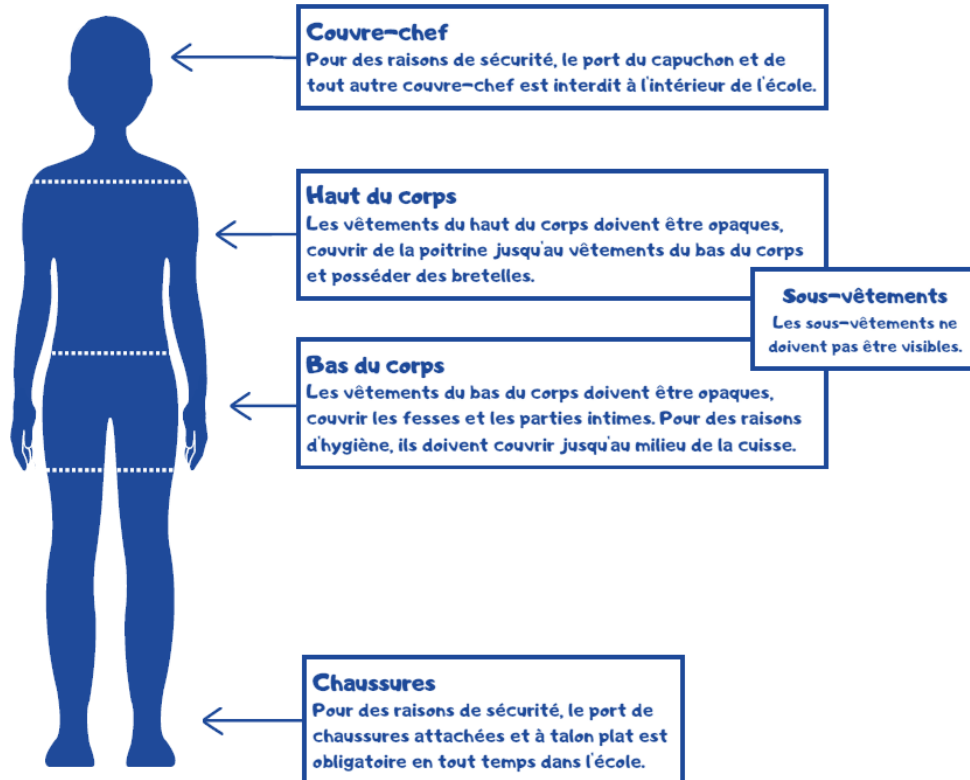 Couvre-chef
Pour des raisons de sécurité, le port du capuchon et de
tout autre couvre-chef est interdit à l'intérieur de l'école.
Haut du corps
Les vêtements du haut du corps doivent être opaques,
couvrir de la poitrine jusqu'au vêtements du bas du corps
et posséder des bretelles.
Sous-vêtements
Les sous-vêtements ne
doivent pas être visibles.
Bas du corps
Les vêtements du bas du corps doivent être opaques,
couvrir les fesses et les parties intimes. Pour des raisons
d'hygiène, ils doivent couvrir jusqu'au milieu de la cuisse.
Chaussures
Pour des raisons de sécurité, le port de
chaussures attachées et à talon plat est
obligatoire en tout temps dans l'école.